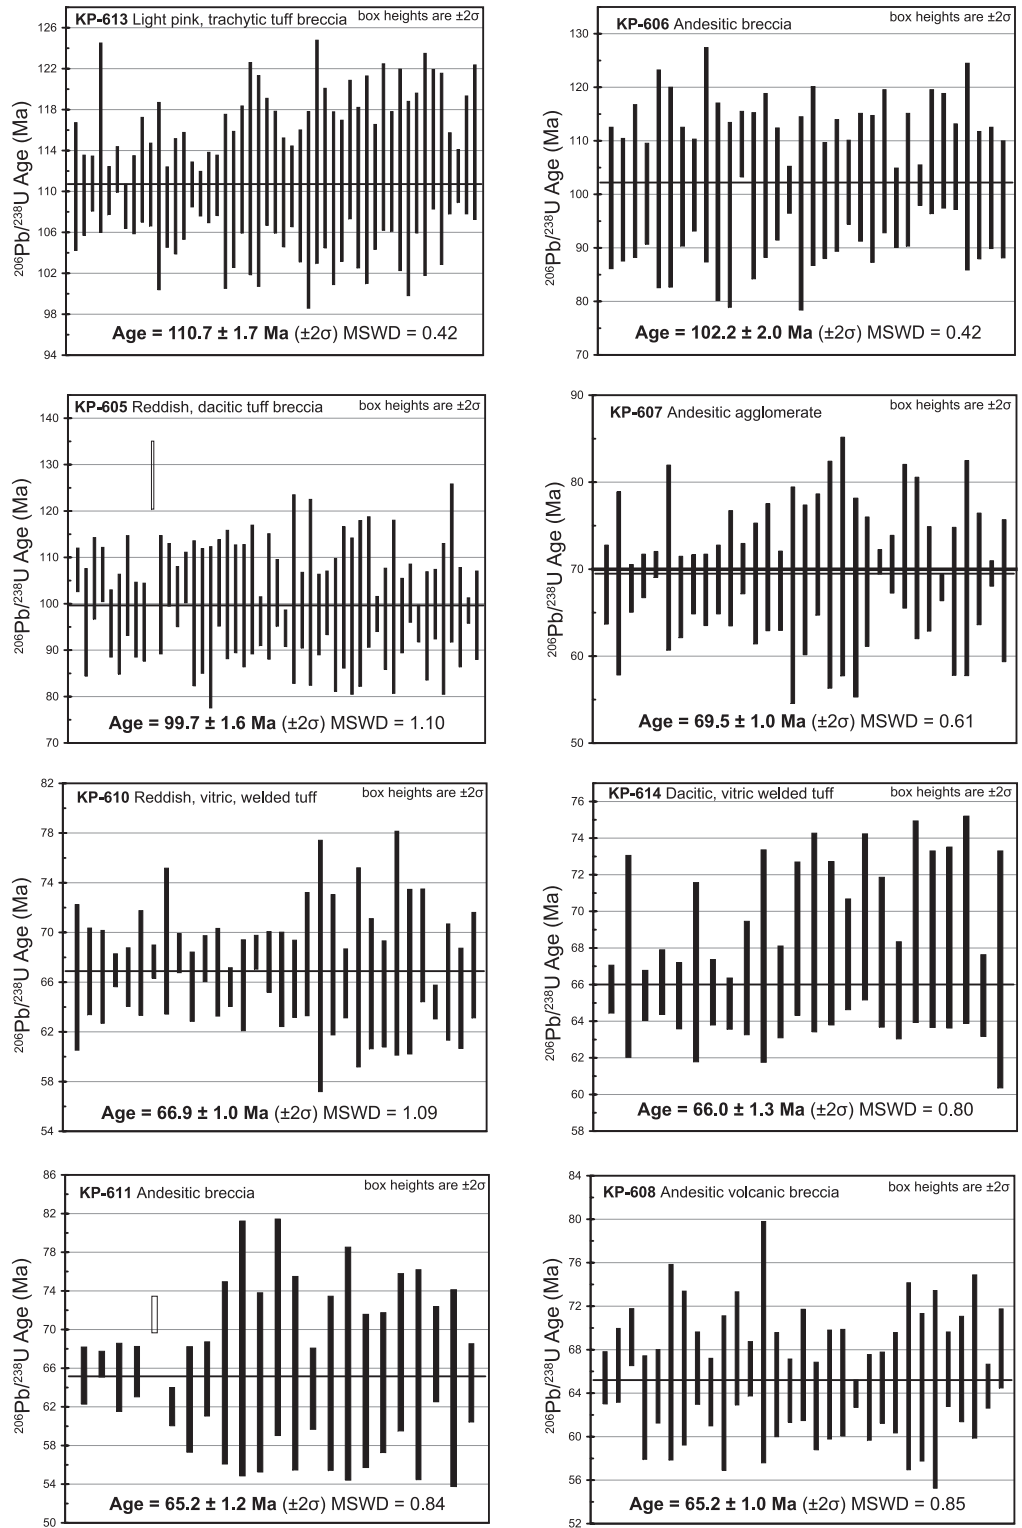 KP-613 Light pink, trachytic tuff breccia
box heights are ±2σ
206Pb/238U Age (Ma)
126
122
118
114
110
106
102
98
94
Age = 110.7 ± 1.7 Ma (±2σ) MSWD = 0.42
KP-606 Andesitic breccia
box heights are ±2σ
206Pb/238U Age (Ma)
130
120
110
100
90
80
70
Age = 102.2 ± 2.0 Ma (±2σ) MSWD = 0.42
KP-605 Reddish, dacitic tuff breccia
box heights are ±2σ
206Pb/238U Age (Ma)
140
130
120
110
100
90
80
70
Age = 99.7 ± 1.6 Ma (±2σ) MSWD = 1.10
KP-607 Andesitic agglomerate
box heights are ±2σ
206Pb/238U Age (Ma)
90
80
70
60
50
Age = 69.5 ± 1.0 Ma (±2σ) MSWD = 0.61
KP-610 Reddish, vitric, welded tuff
box heights are ±2σ
206Pb/238U Age (Ma)
82
78
74
70
66
62
58
54
Age = 66.9 ± 1.0 Ma (±2σ) MSWD = 1.09
KP-614 Dacitic, vitric welded tuff
box heights are ±2σ
206Pb/238U Age (Ma)
76
74
72
70
68
66
64
62
60
58
Age = 66.0 ± 1.3 Ma (±2σ) MSWD = 0.80
KP-611 Andesitic breccia
box heights are ±2σ
206Pb/238U Age (Ma)
86
82
78
74
70
66
62
58
54
50
Age = 65.2 ± 1.2 Ma (±2σ) MSWD = 0.84
KP-608 Andesitic volcanic breccia
box heights are ±2σ
206Pb/238U Age (Ma)
84
80
76
72
68
64
60
56
52
Age = 65.2 ± 1.0 Ma (±2σ) MSWD = 0.85